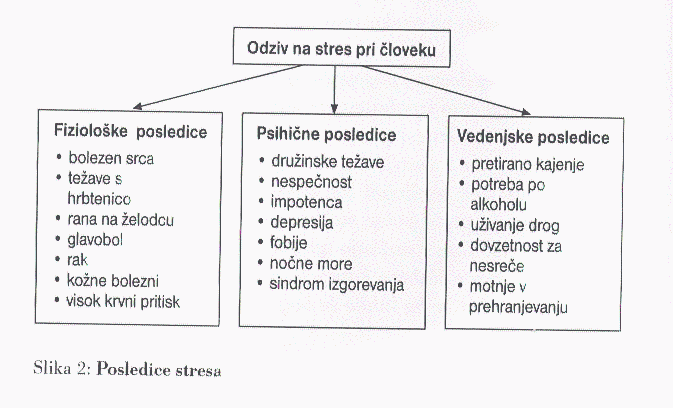 Odziv na stres pri človeku
Fiziološke posledice
• bolezen srca
• težave s
hrbtenico
• rana na želodcu
• glavobol
• rak
• kožne bolezni
• visok krvni pritisk
Psihične posledice
• družinske težave
• nespečnost
• impotenca
• depresija
• fobije
• nočne more
• sindrom izgorevanja
Vedenjske posledice
• pretirano kajenje
• potreba po
alkoholu
• uživanje drog
• dovzetnost za
nesreče
• motnje v
prehranjevanju
Slika 2: Posledice stresa